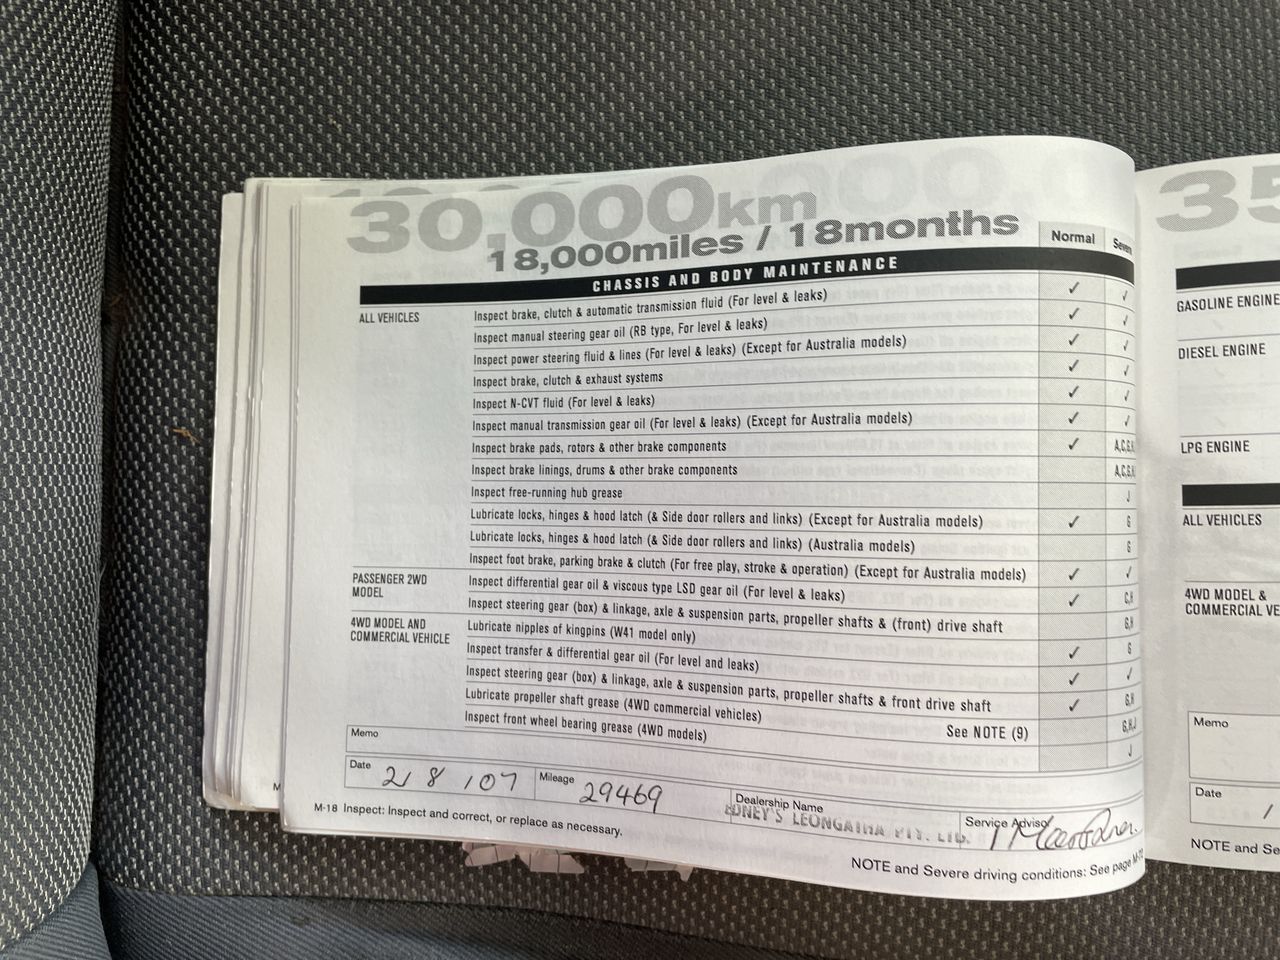 30,000km
18,000miles / 18months
Normal
CHASSIS AND BODY MAINTENANCE
ALL VEHICLES
Inspect brake, clutch & automatic transmission fluid (For level & leaks) ✓ ✓
Inspect manual steering gear oil (RB type, For level & leaks) ✓ ✓
Inspect power steering fluid & lines (For level & leaks) (Except for Australia models) ✓ ✓
Inspect brake, clutch & exhaust systems ✓ ✓
Inspect N-CVT fluid (For level & leaks) ✓ ✓
Inspect manual transmission gear oil (For level & leaks) (Except for Australia models) ✓ ✓
Inspect brake pads, rotors & other brake components ✓ A,C,G,H
Inspect brake linings, drums & other brake components A,C,G,H
Inspect free-running hub grease J
Lubricate locks, hinges & hood latch (& Side door rollers and links) (Except for Australia models) ✓ G
Lubricate locks, hinges & hood latch (& Side door rollers and links) (Australia models) G
Inspect foot brake, parking brake & clutch (For free play, stroke & operation) (Except for Australia models) ✓ ✓
PASSENGER 2WD
MODEL
Inspect differential gear oil & viscous type LSD gear oil (For level & leaks) ✓ C,H
Inspect steering gear (box) & linkage, axle & suspension parts, propeller shafts & (front) drive shaft G,H
4WD MODEL AND
COMMERCIAL VEHICLE
Lubricate nipples of kingpins (W41 model only) ✓ G
Inspect transfer & differential gear oil (For level and leaks) ✓ ✓
Inspect steering gear (box) & linkage, axle & suspension parts, propeller shafts & front drive shaft ✓ G,H
Lubricate propeller shaft grease (4WD commercial vehicles) See NOTE (9) G,H,J
Inspect front wheel bearing grease (4WD models) J
Memo
Date 2/ 8 / 07
Mileage 29469
Dealership Name
EDNEY'S LEONGATHA PTY. LTD.
Service Advisor
M-18 Inspect: Inspect and correct, or replace as necessary.
NOTE and Severe driving conditions: See page
35
GASOLINE ENGINE
DIESEL ENGINE
LPG ENGINE
ALL VEHICLES
4WD MODEL &
COMMERCIAL
Memo
Date /
NOTE and